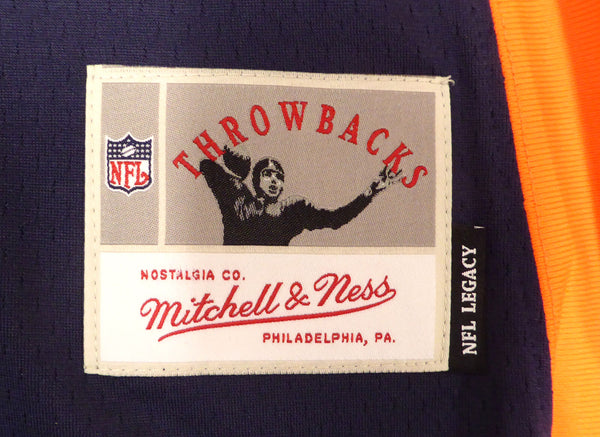 THROWBACKS
NFL
NOSTALGIA CO.
Mitchell & Ness
PHILADELPHIA, PA.
NFL LEGACY